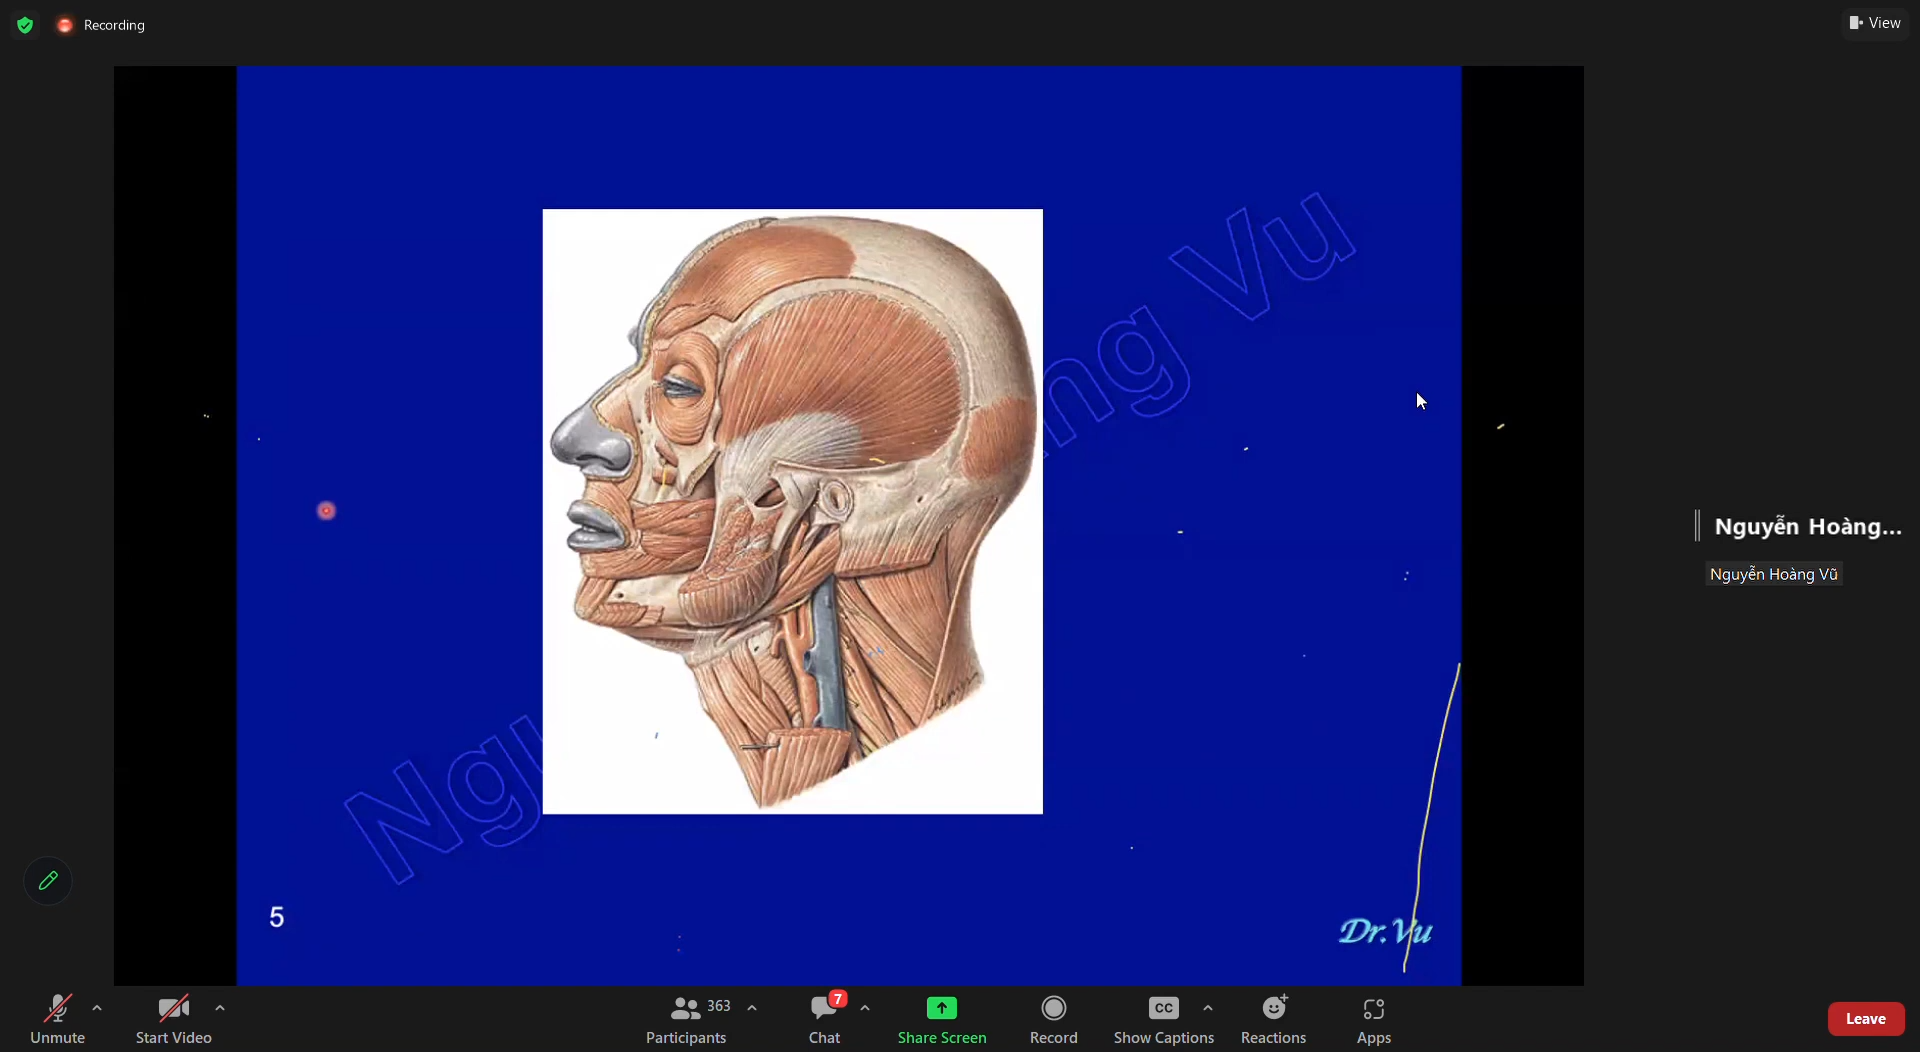 Recording
View
Ng
ng Vu
Nguyễn Hoàng...
Nguyễn Hoàng Vũ
5
Dr.Vu
Unmute
Start Video
363
Participants
7
Chat
Share Screen
Record
CC
Show Captions
Reactions
Apps
Leave